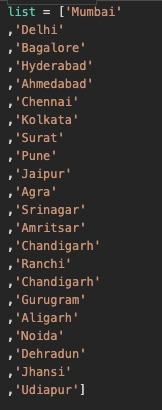 list = ['Mumbai'
,'Delhi'
,'Bagalore'
,'Hyderabad'
,'Ahmedabad'
,'Chennai'
,'Kolkata'
,'Surat'
,'Pune'
,'Jaipur'
,'Agra'
,'Srinagar'
,'Amritsar'
,'Chandigarh'
,'Ranchi'
,'Chandigarh'
,'Gurugram'
,'Aligarh'
,'Noida'
,'Dehradun'
,'Jhansi'
,'Udiapur']